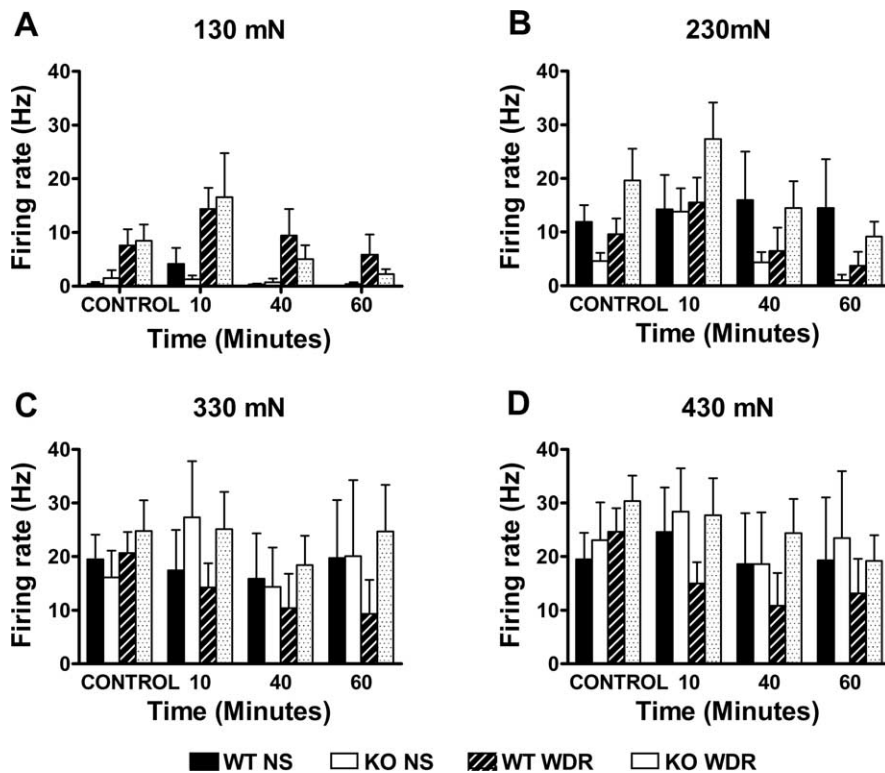 A
130 mN
Firing rate (Hz)
40
30
20
10
0
CONTROL 10 40 60
Time (Minutes)
B
230mN
Firing rate (Hz)
40
30
20
10
0
CONTROL 10 40 60
Time (Minutes)
C
330 mN
Firing rate (Hz)
40
30
20
10
0
CONTROL 10 40 60
Time (Minutes)
D
430 mN
Firing rate (Hz)
40
30
20
10
0
CONTROL 10 40 60
Time (Minutes)
WT NS KO NS WT WDR KO WDR